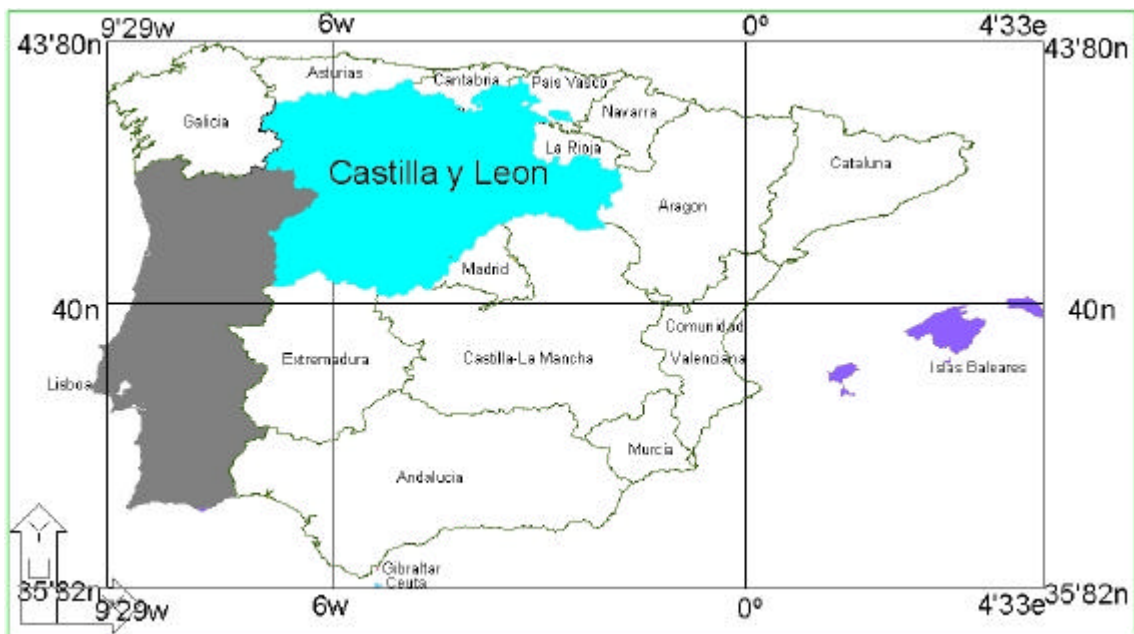 9'29w 6w 0º 4'33e
43'80n 43'80n
Asturias Cantabria Pais Vasco
Galicia Navarra
La Rioja
Castilla y Leon Cataluna
Aragon
Madrid
40n 40n
Comunidad
Extremadura Castilla-La Mancha Valenciana
Lisboa Islas Baleares
Murcia
Andalucia
Y
Gibraltar
Ceuta
35'82n 35'82n
9'29w 6w 0º 4'33e